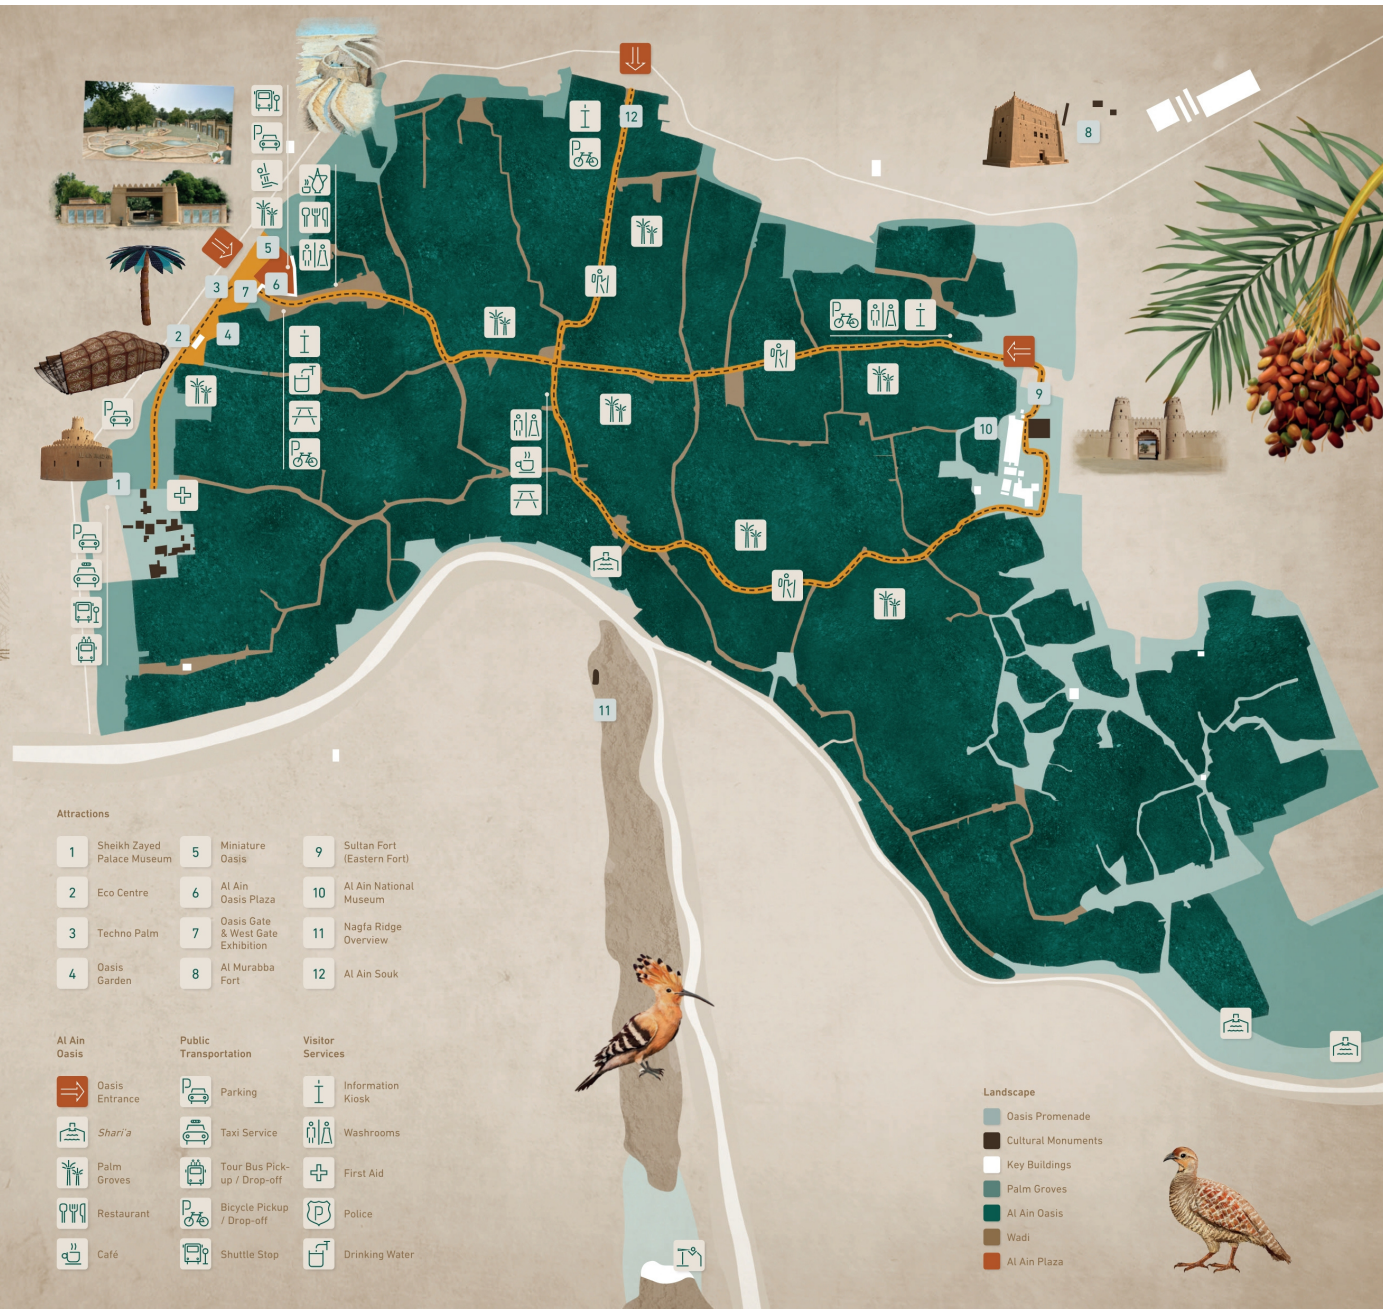 P
12
8
P
5
3
7
6
2
4
P
P
9
10
P
1
P
11
Attractions
1
Sheikh Zayed
Palace Museum
5
Miniature
Oasis
9
Sultan Fort
(Eastern Fort)
2
Eco Centre
6
Al Ain
Oasis Plaza
10
Al Ain National
Museum
3
Techno Palm
7
Oasis Gate
& West Gate
Exhibition
11
Nagfa Ridge
Overview
4
Oasis
Garden
8
Al Murabba
Fort
12
Al Ain Souk
Al Ain
Oasis
Public
Transportation
Visitor
Services
Oasis
Entrance
P
Parking
Information
Kiosk
Shari'a
Taxi Service
Washrooms
Palm
Groves
Tour Bus Pick-
up / Drop-off
First Aid
Restaurant
P
Bicycle Pickup
/ Drop-off
P
Police
Café
Shuttle Stop
Drinking Water
Landscape
Oasis Promenade
Cultural Monuments
Key Buildings
Palm Groves
Al Ain Oasis
Wadi
Al Ain Plaza